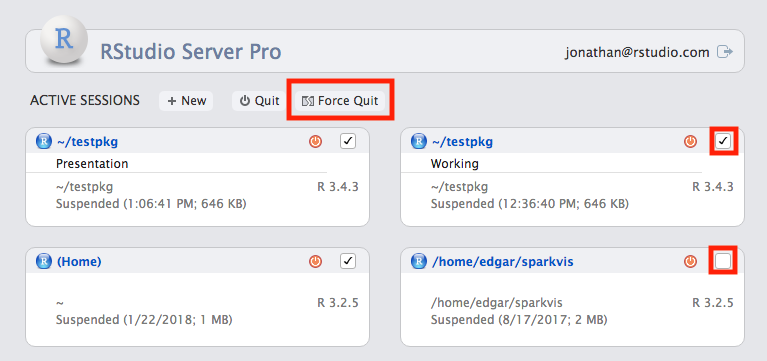 R RStudio Server Pro jonathan@rstudio.com
ACTIVE SESSIONS + New Quit Force Quit
R ~/testpkg
Presentation
~/testpkg R 3.4.3
Suspended (1:06:41 PM; 646 KB)
R ~/testpkg
Working
~/testpkg R 3.4.3
Suspended (12:36:40 PM; 646 KB)
R (Home)
~ R 3.2.5
Suspended (1/22/2018; 1 MB)
R /home/edgar/sparkvis
/home/edgar/sparkvis R 3.2.5
Suspended (8/17/2017; 2 MB)